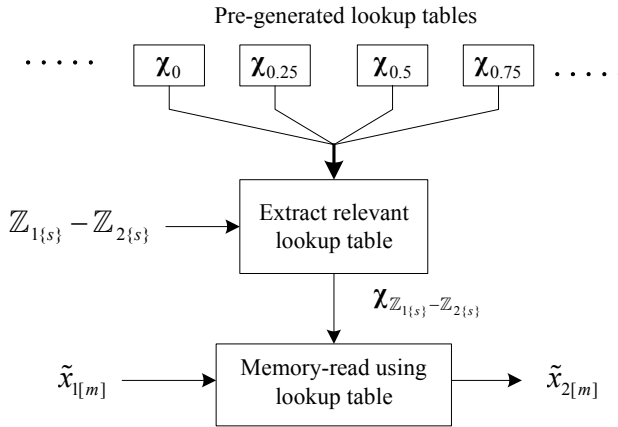 Pre-generated lookup tables
..... χ₀ χ₀.₂₅ χ₀.₅ χ₀.₇₅ ....
ℤ₁{s} − ℤ₂{s}
Extract relevant
lookup table
χ_ℤ₁{s}−ℤ₂{s}
x̃₁[m]
Memory-read using
lookup table
x̃₂[m]